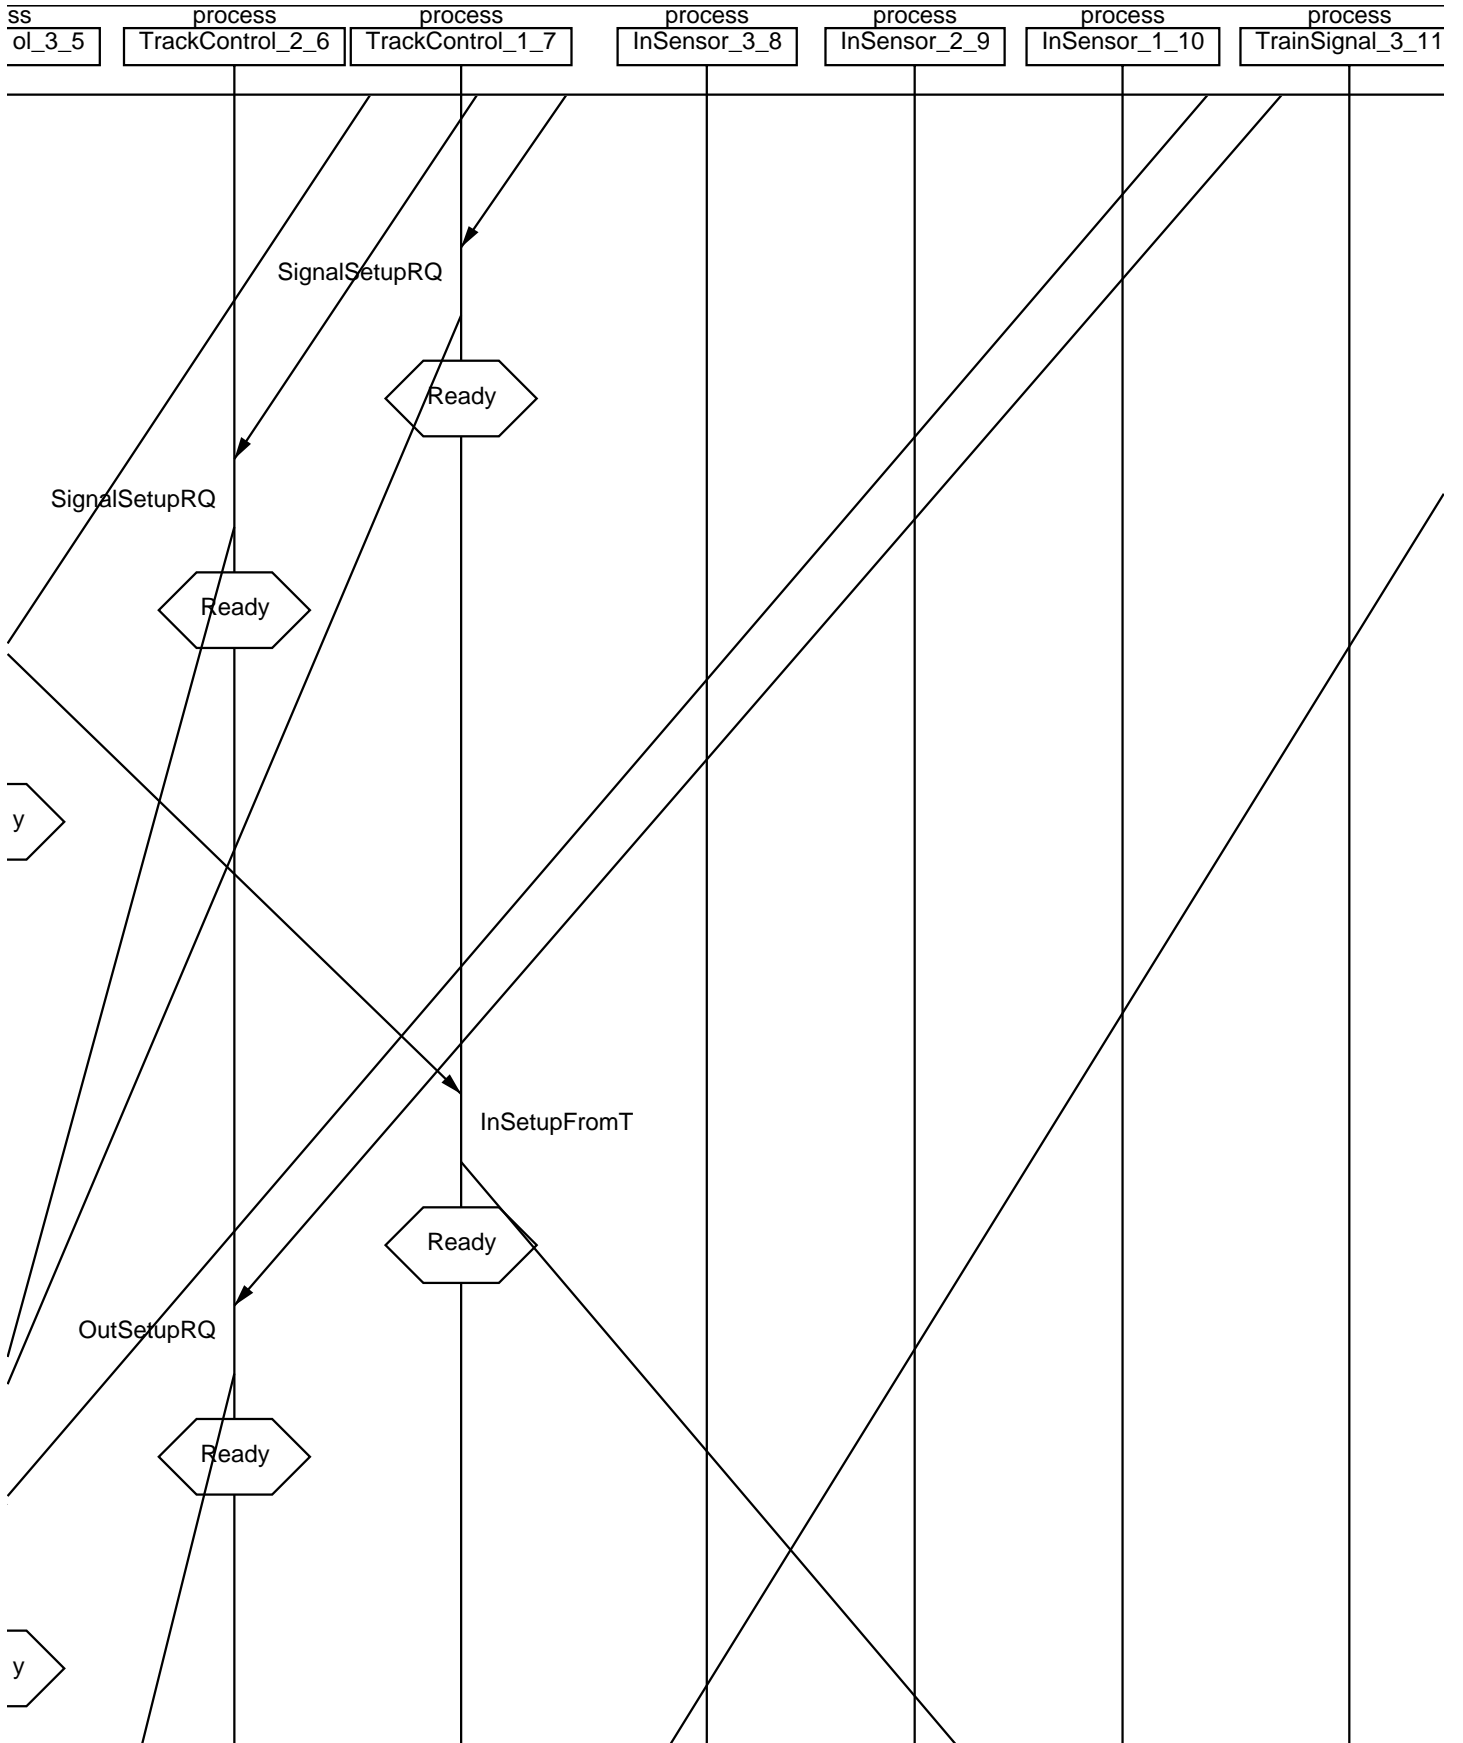 ss
process
process
process
process
process
process
ol_3_5
TrackControl_2_6
TrackControl_1_7
InSensor_3_8
InSensor_2_9
InSensor_1_10
TrainSignal_3_11
SignalSetupRQ
Ready
SignalSetupRQ
Ready
y
InSetupFromT
Ready
OutSetupRQ
Ready
y